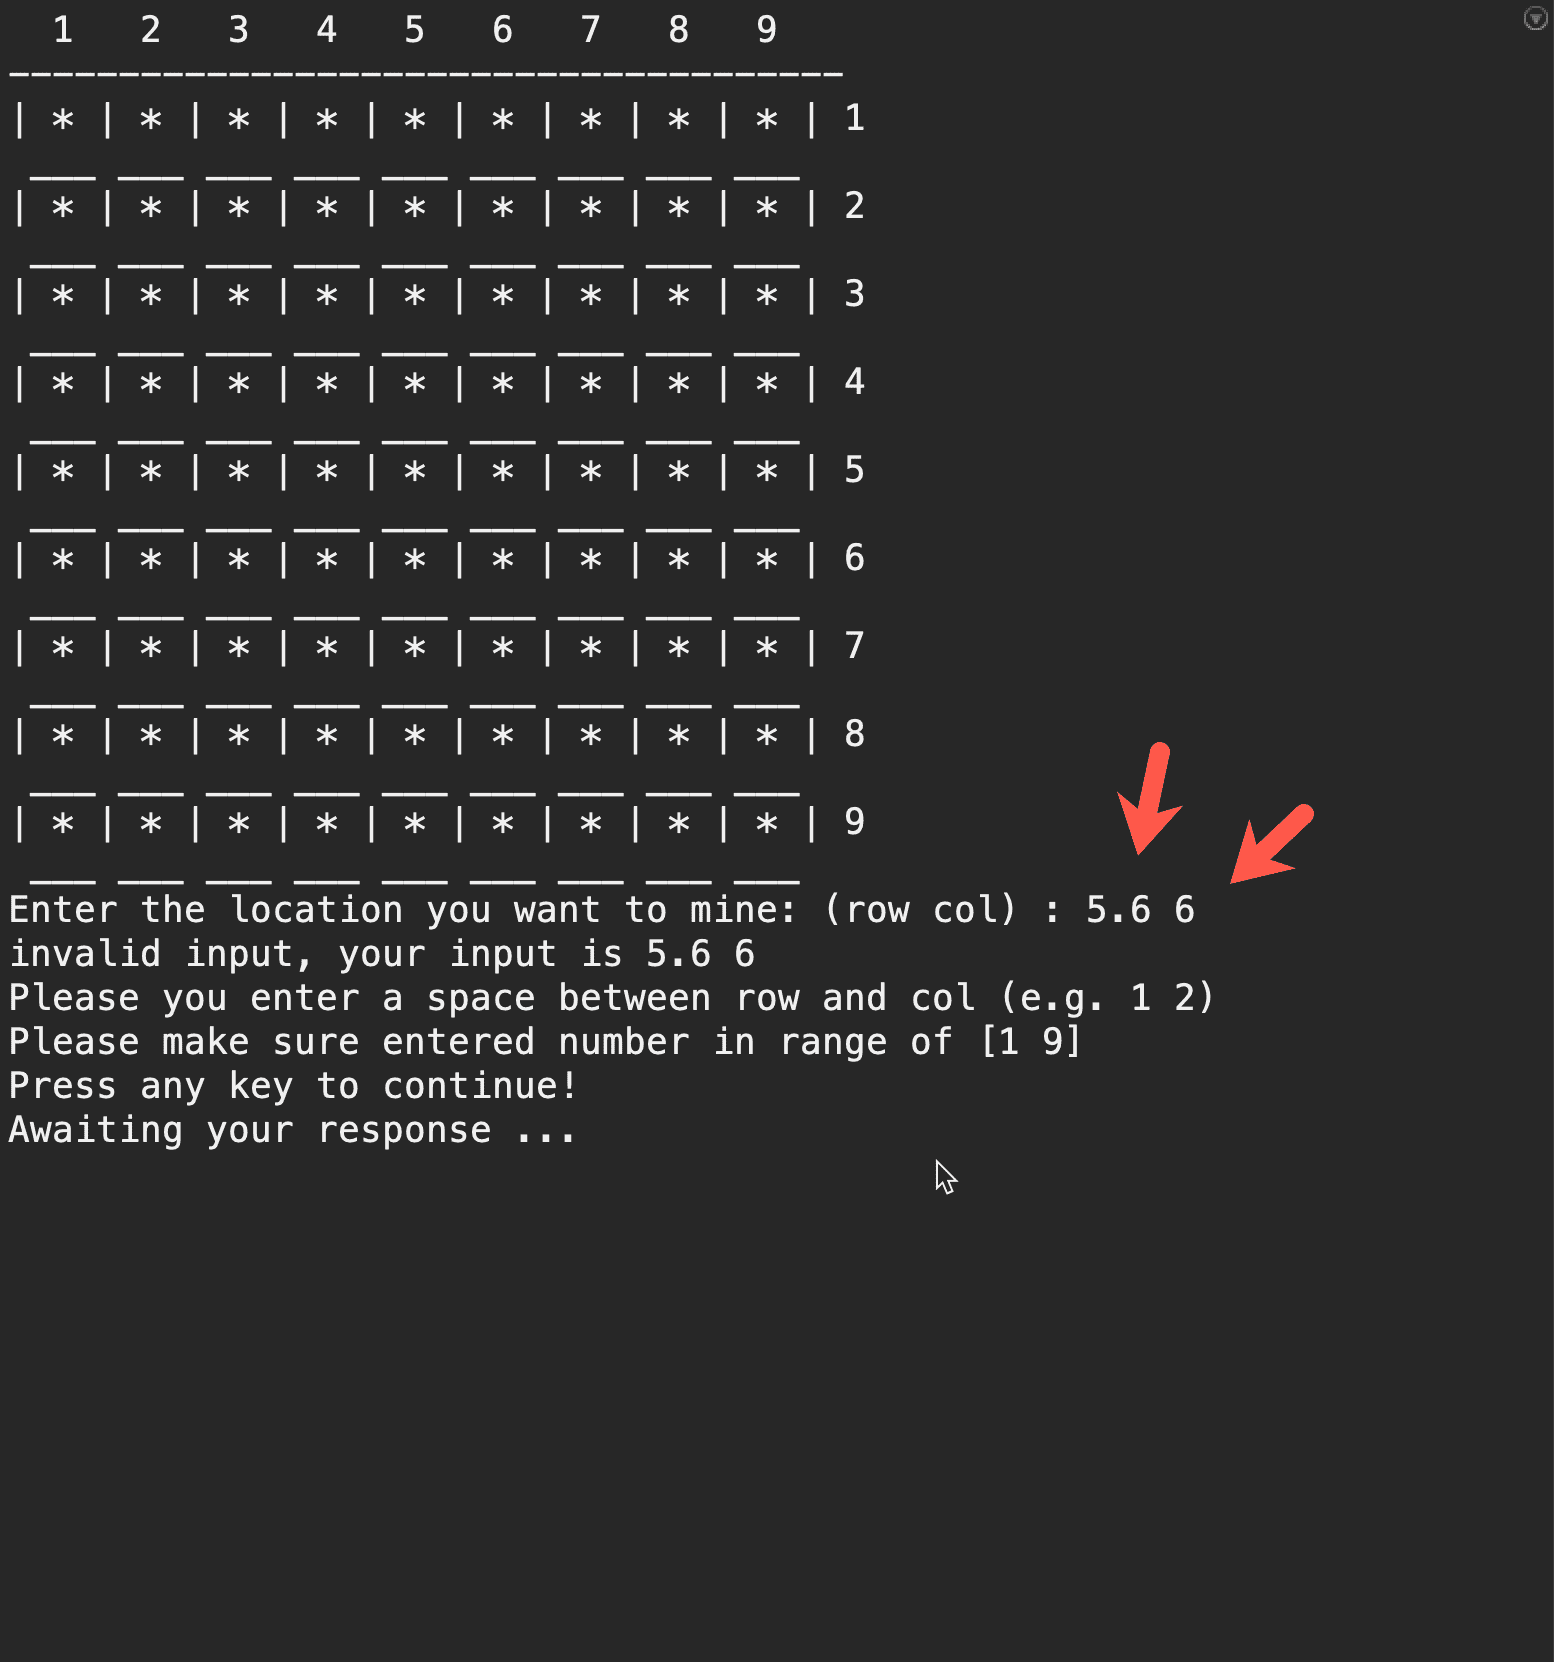 1 2 3 4 5 6 7 8 9
--------------------------------------
| * | * | * | * | * | * | * | * | * | 1
___ ___ ___ ___ ___ ___ ___ ___ ___
| * | * | * | * | * | * | * | * | * | 2
___ ___ ___ ___ ___ ___ ___ ___ ___
| * | * | * | * | * | * | * | * | * | 3
___ ___ ___ ___ ___ ___ ___ ___ ___
| * | * | * | * | * | * | * | * | * | 4
___ ___ ___ ___ ___ ___ ___ ___ ___
| * | * | * | * | * | * | * | * | * | 5
___ ___ ___ ___ ___ ___ ___ ___ ___
| * | * | * | * | * | * | * | * | * | 6
___ ___ ___ ___ ___ ___ ___ ___ ___
| * | * | * | * | * | * | * | * | * | 7
___ ___ ___ ___ ___ ___ ___ ___ ___
| * | * | * | * | * | * | * | * | * | 8
___ ___ ___ ___ ___ ___ ___ ___ ___
| * | * | * | * | * | * | * | * | * | 9
___ ___ ___ ___ ___ ___ ___ ___ ___
Enter the location you want to mine: (row col) : 5.6 6
invalid input, your input is 5.6 6
Please you enter a space between row and col (e.g. 1 2)
Please make sure entered number in range of [1 9]
Press any key to continue!
Awaiting your response ...